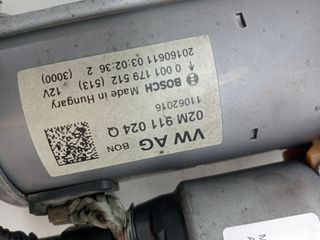 VW AG BON
02M 911 024 Q
11062016
BOSCH Made in Hungary
0 001 179 512 (513) 12V
20160611 03:02:36 2 (3000)